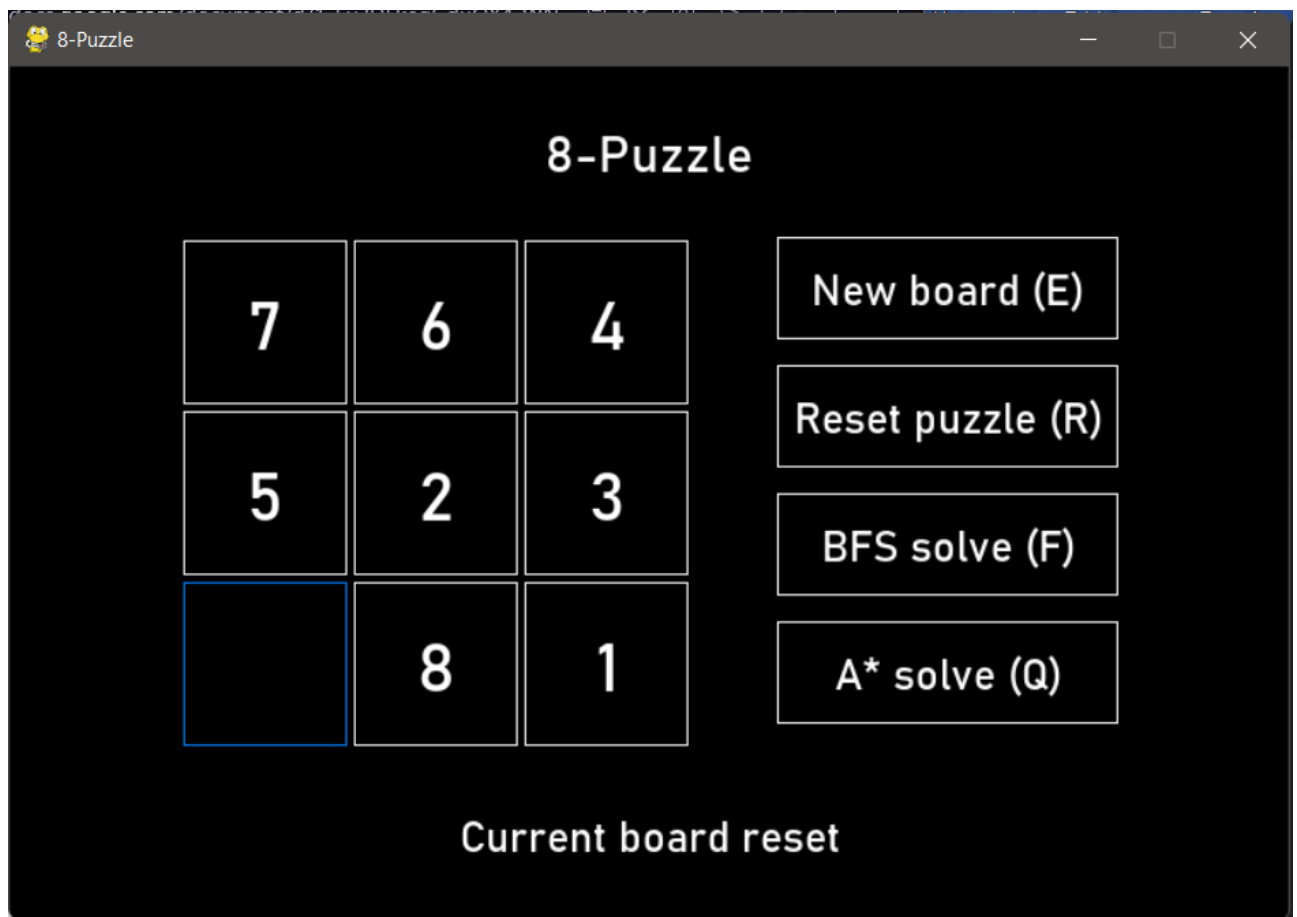 8-Puzzle
8-Puzzle
7 6 4
New board (E)
5 2 3
Reset puzzle (R)
BFS solve (F)
8 1
A* solve (Q)
Current board reset